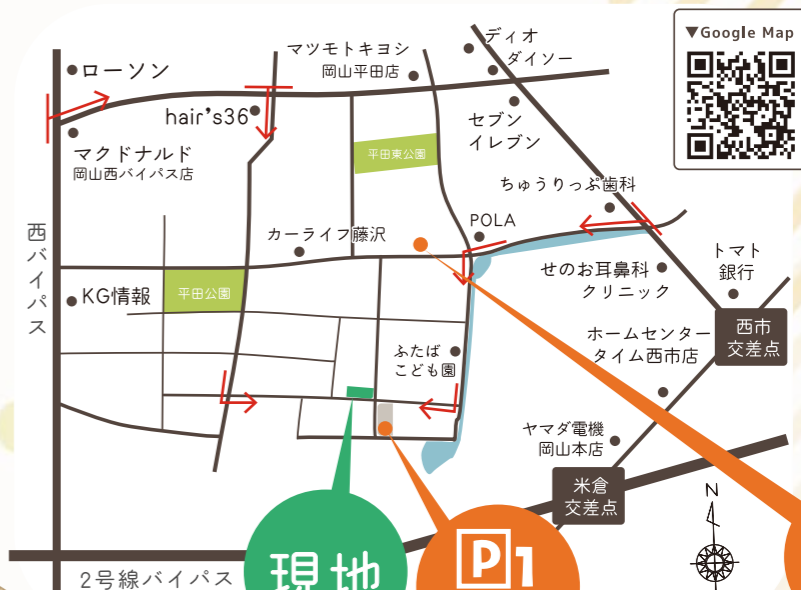 ▼Google Map
ディオ
ダイソー
マツモトキヨシ
岡山平田店
ローソン
hair's36
セブン
イレブン
マクドナルド
岡山西バイパス店
平田東公園
ちゅうりっぷ歯科
POLA
カーライフ藤沢
西バイパス
トマト
銀行
せのお耳鼻科
クリニック
KG情報
平田公園
ホームセンター
タイム西市店
西市
交差点
ふたば
こども園
ヤマダ電機
岡山本店
米倉
交差点
N
現地
P1
2号線バイパス